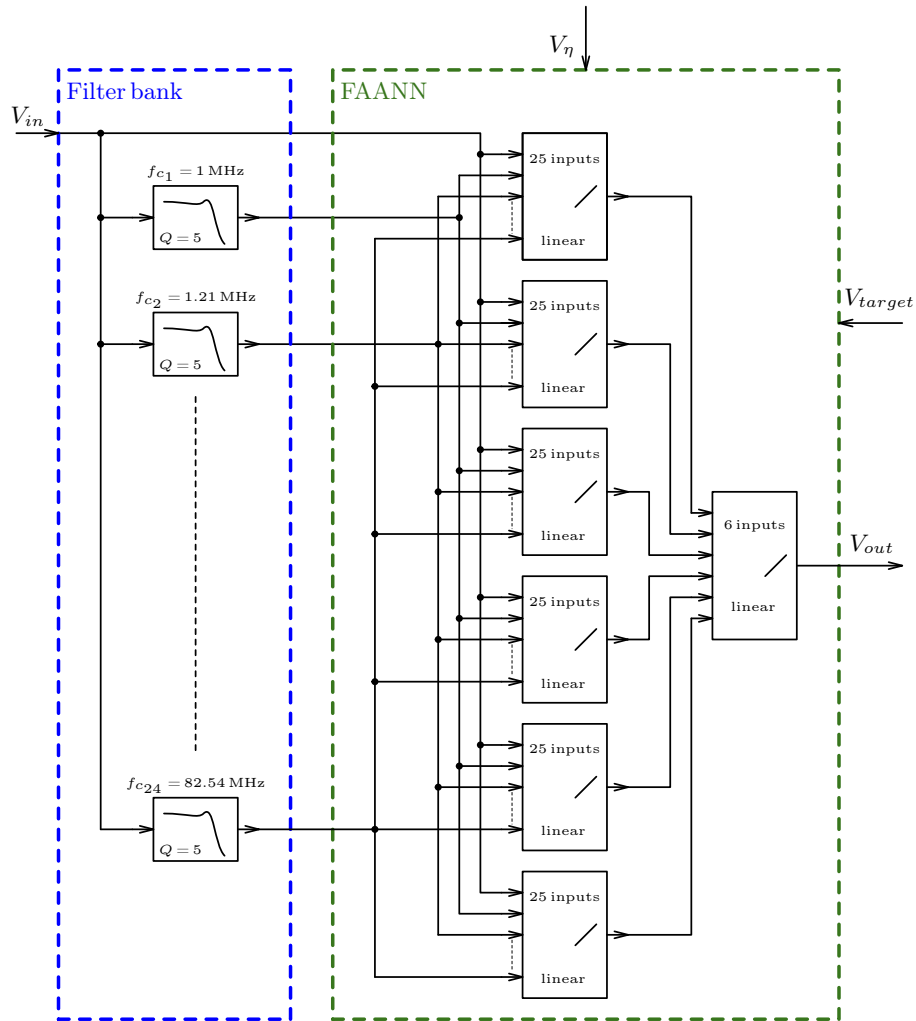 V_η
Filter bank
FAANN
V_in
f_c₁ = 1 MHz
Q = 5
f_c₂ = 1.21 MHz
Q = 5
f_c₂₄ = 82.54 MHz
Q = 5
25 inputs
linear
25 inputs
linear
25 inputs
linear
25 inputs
linear
25 inputs
linear
25 inputs
linear
6 inputs
linear
V_target
V_out